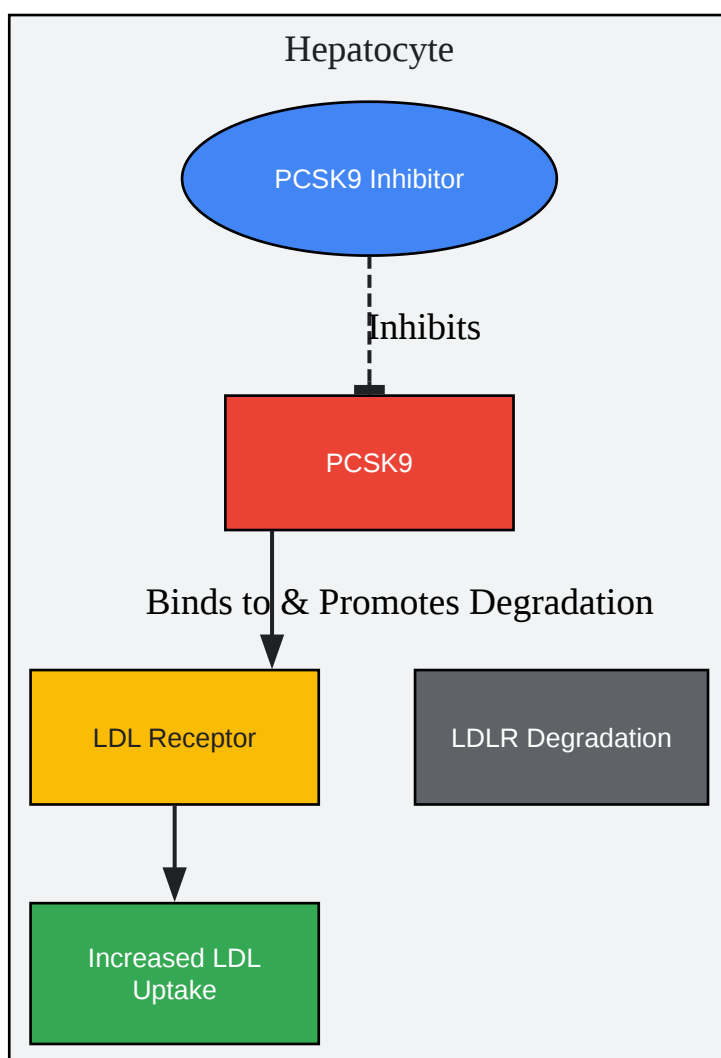 Hepatocyte
PCSK9 Inhibitor
Inhibits
PCSK9
Binds to & Promotes Degradation
LDL Receptor
LDLR Degradation
Increased LDL
Uptake